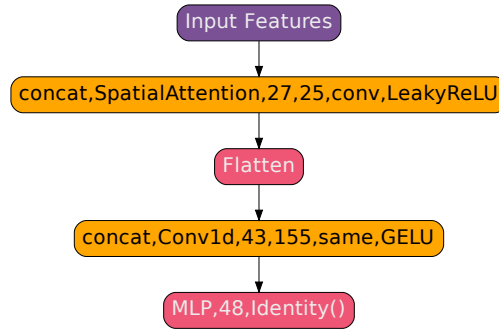 Input Features
concat,SpatialAttention,27,25,conv,LeakyReLU
Flatten
concat,Conv1d,43,155,same,GELU
MLP,48,Identity()